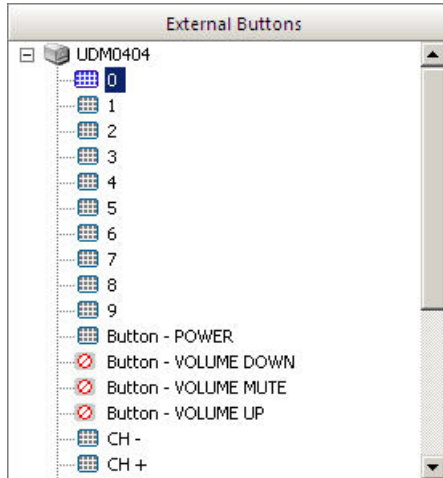 External Buttons
UDM0404
0
1
2
3
4
5
6
7
8
9
Button - POWER
Button - VOLUME DOWN
Button - VOLUME MUTE
Button - VOLUME UP
CH -
CH +